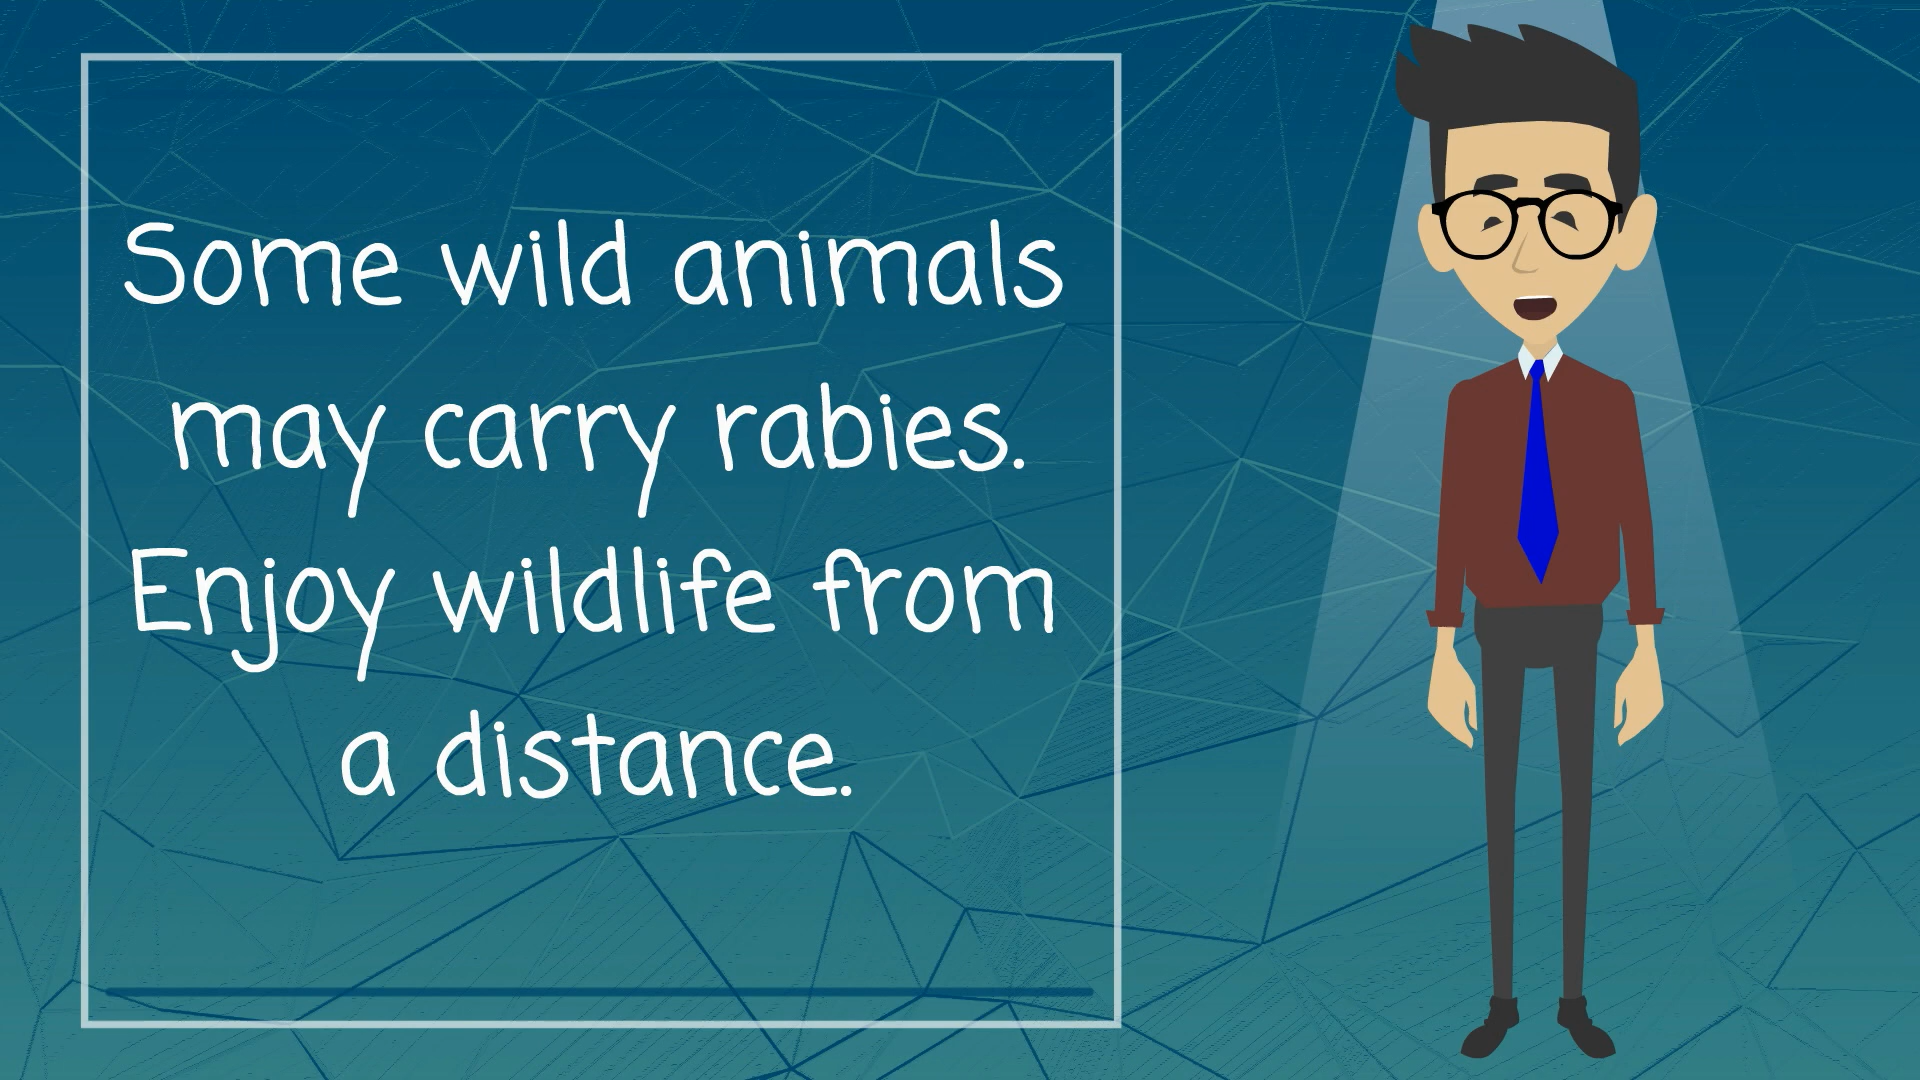 Some wild animals
may carry rabies.
Enjoy wildlife from
a distance.